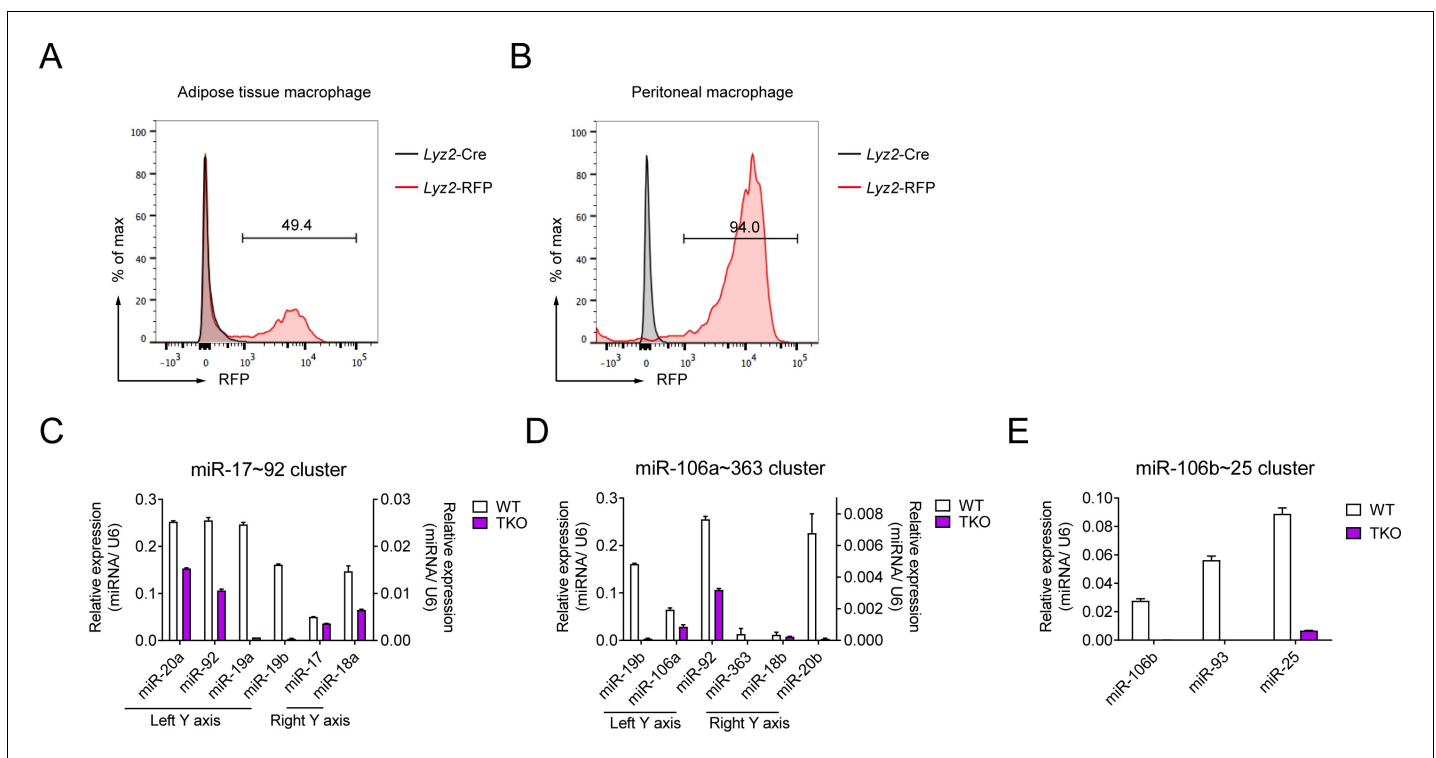 A
Adipose tissue macrophage
% of max
100
80
60
40
20
0
49.4
-10³ 0 10³ 10⁴ 10⁵
RFP
Lyz2-Cre
Lyz2-RFP
B
Peritoneal macrophage
% of max
100
80
60
40
20
0
94.0
-10³ 0 10³ 10⁴ 10⁵
RFP
Lyz2-Cre
Lyz2-RFP
C
miR-17~92 cluster
Relative expression
(miRNA/ U6)
0.3
0.2
0.1
0.0
0.03
0.02
0.01
0.00
Relative expression
(miRNA/ U6)
WT
TKO
miR-20a
miR-92
miR-19a
miR-19b
miR-17
miR-18a
Left Y axis
Right Y axis
D
miR-106a~363 cluster
Relative expression
(miRNA/ U6)
0.3
0.2
0.1
0.0
0.008
0.006
0.004
0.002
0.000
Relative expression
(miRNA/ U6)
WT
TKO
miR-19b
miR-106a
miR-92
miR-363
miR-18b
miR-20b
Left Y axis
Right Y axis
E
miR-106b~25 cluster
Relative expression
(miRNA/ U6)
0.10
0.08
0.06
0.04
0.02
0.00
WT
TKO
miR-106b
miR-93
miR-25